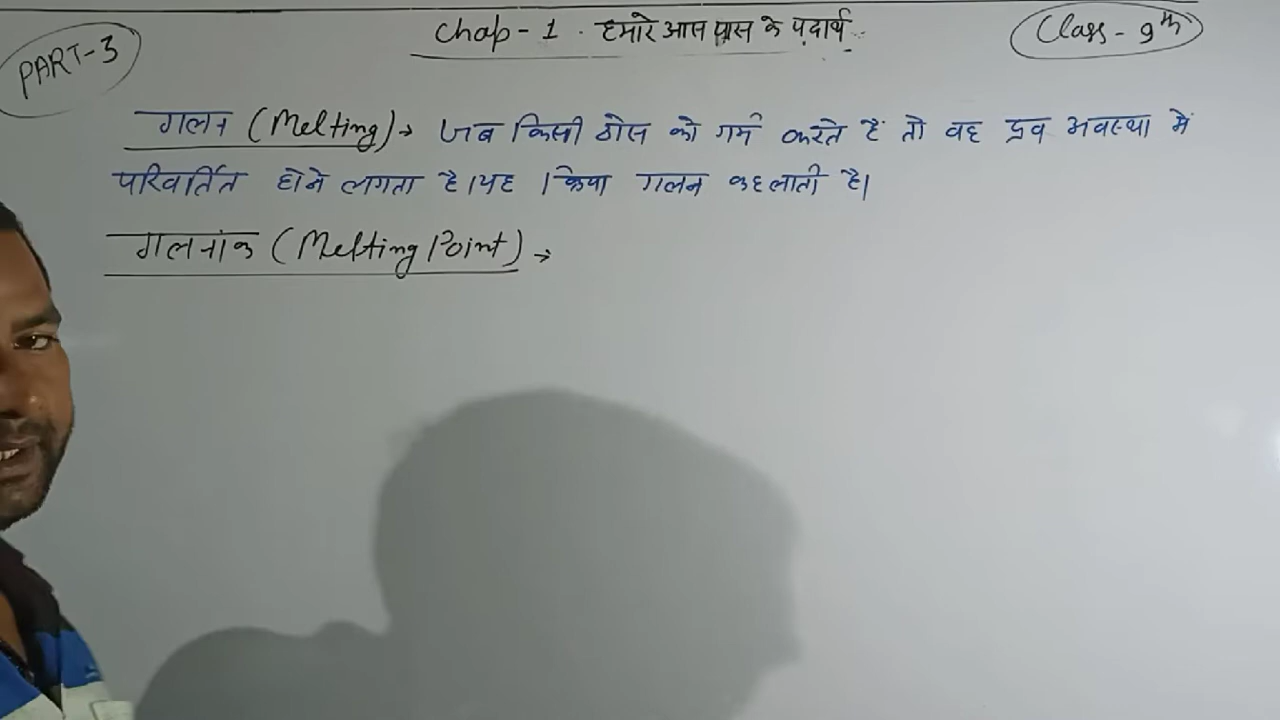 PART-3
Chap - 1 . हमारे आस पास के पदार्थ
Class - 9th
गलन (Melting) → जब किसी ठोस को गर्म करते हैं तो वह द्रव अवस्था में
परिवर्तित होने लगता है। यह क्रिया गलन कहलाती है।
गलनांक (Melting Point) →